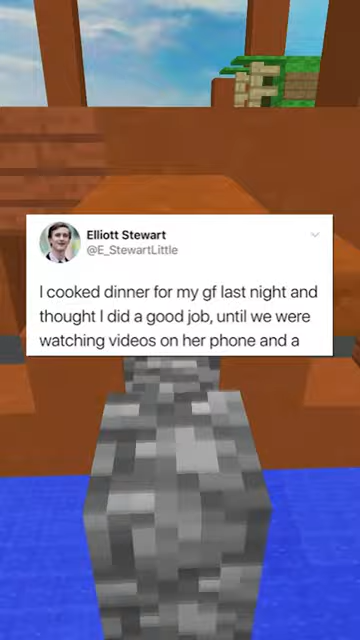 Elliott Stewart
@E_StewartLittle
I cooked dinner for my gf last night and
thought I did a good job, until we were
watching videos on her phone and a